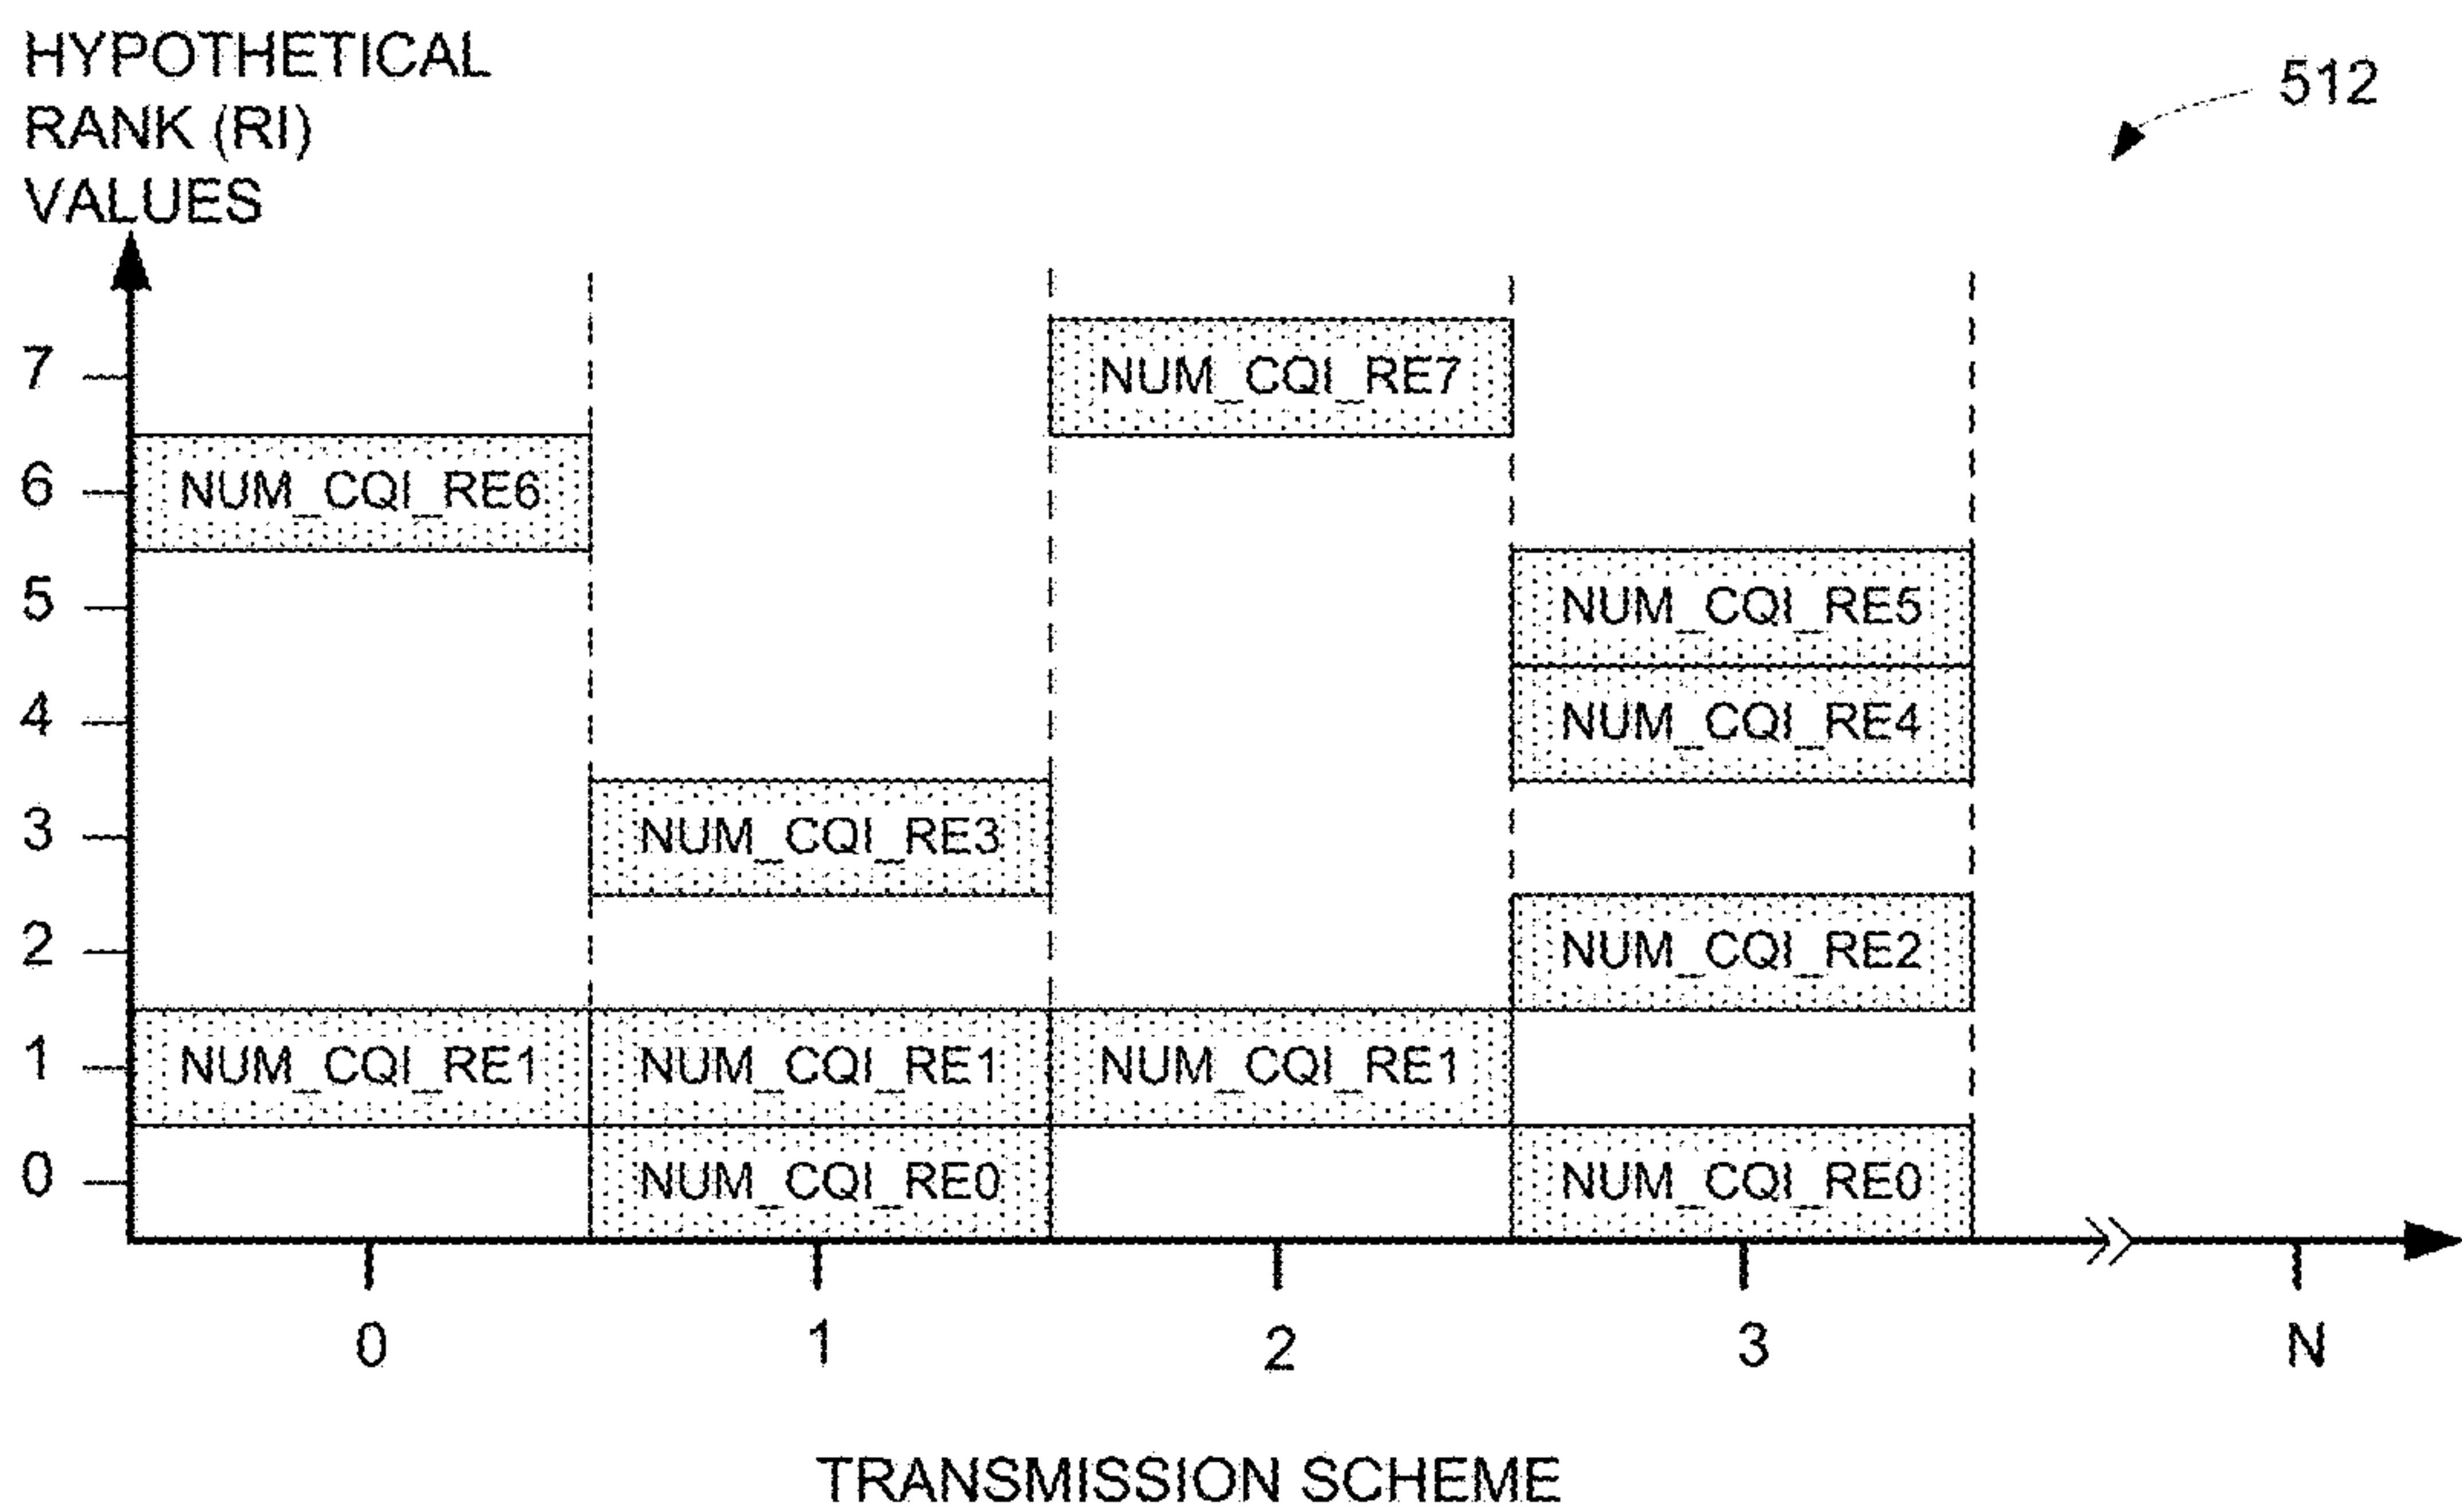 HYPOTHETICAL
RANK (RI)
VALUES
512
7
NUM_CQI_RE7
6
NUM_CQI_RE6
5
NUM_CQI_RE5
4
NUM_CQI_RE4
3
NUM_CQI_RE3
2
NUM_CQI_RE2
1
NUM_CQI_RE1
NUM_CQI_RE1
NUM_CQI_RE1
0
NUM_CQI_RE0
NUM_CQI_RE0
0
1
2
3
N
TRANSMISSION SCHEME